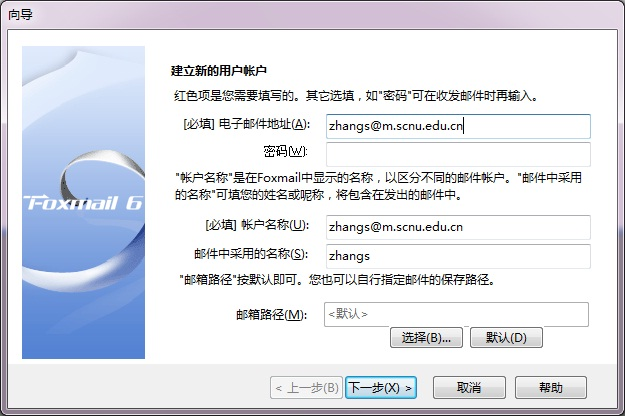 向导
建立新的用户帐户
红色项是您需要填写的。其它选填，如"密码"可在收发邮件时再输入。
[必填] 电子邮件地址(A): zhangs@m.scnu.edu.cn
密码(W):
"帐户名称"是在Foxmail中显示的名称，以区分不同的邮件帐户。"邮件中采用
的名称"可填您的姓名或呢称，将包含在发出的邮件中。
Foxmail 6
[必填] 帐户名称(U): zhangs@m.scnu.edu.cn
邮件中采用的名称(S): zhangs
"邮箱路径"按默认即可。您也可以自行指定邮件的保存路径。
邮箱路径(M): <默认>
选择(B)... 默认(D)
< 上一步(B) 下一步(X) > 取消 帮助